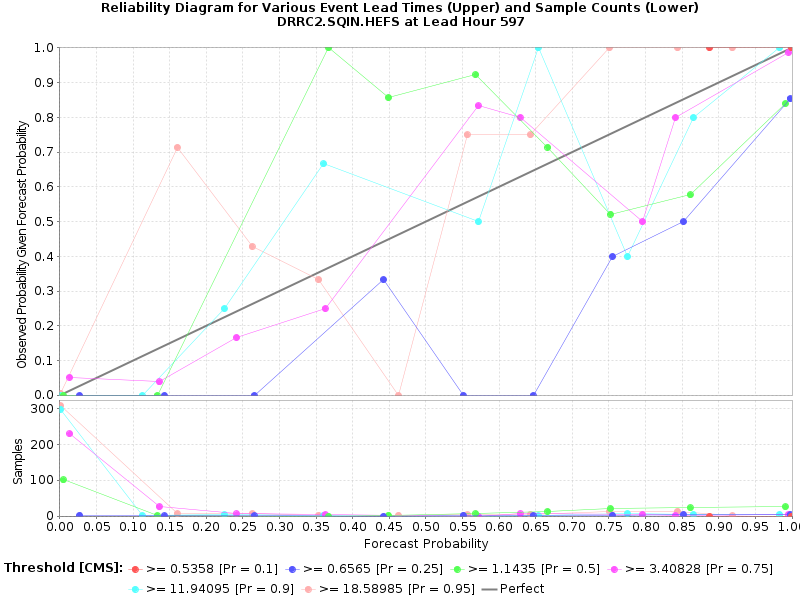 Reliability Diagram for Various Event Lead Times (Upper) and Sample Counts (Lower)
DRRC2.SQIN.HEFS at Lead Hour 597
Observed Probability Given Forecast Probability
1.0
0.9
0.8
0.7
0.6
0.5
0.4
0.3
0.2
0.1
0.0
Samples
300
200
100
0
0.00 0.05 0.10 0.15 0.20 0.25 0.30 0.35 0.40 0.45 0.50 0.55 0.60 0.65 0.70 0.75 0.80 0.85 0.90 0.95 1.0
Forecast Probability
Threshold [CMS]: >= 0.5358 [Pr = 0.1] >= 0.6565 [Pr = 0.25] >= 1.1435 [Pr = 0.5] >= 3.40828 [Pr = 0.75]
>= 11.94095 [Pr = 0.9] >= 18.58985 [Pr = 0.95] Perfect